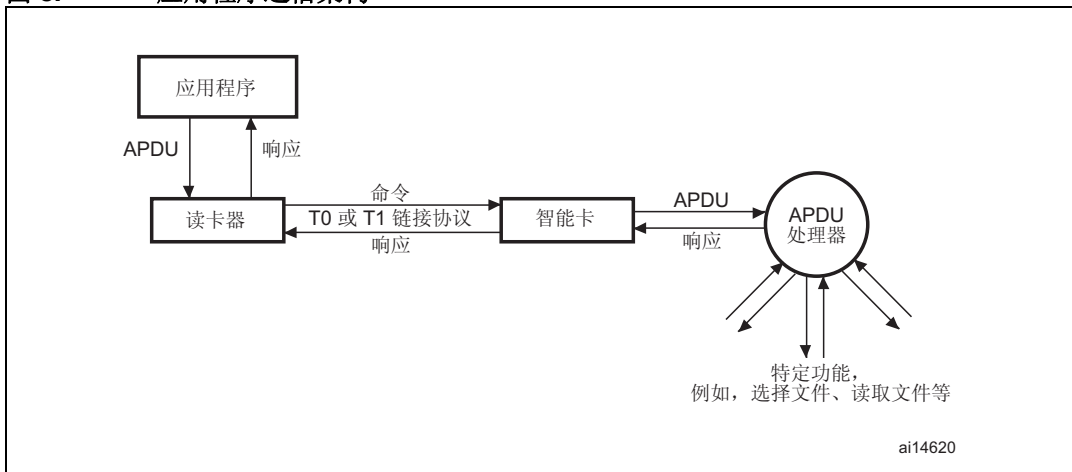 应用程序
APDU
响应
读卡器
命令
T0 或 T1 链接协议
响应
智能卡
APDU
响应
APDU
处理器
特定功能，
例如，选择文件、读取文件等
ai14620